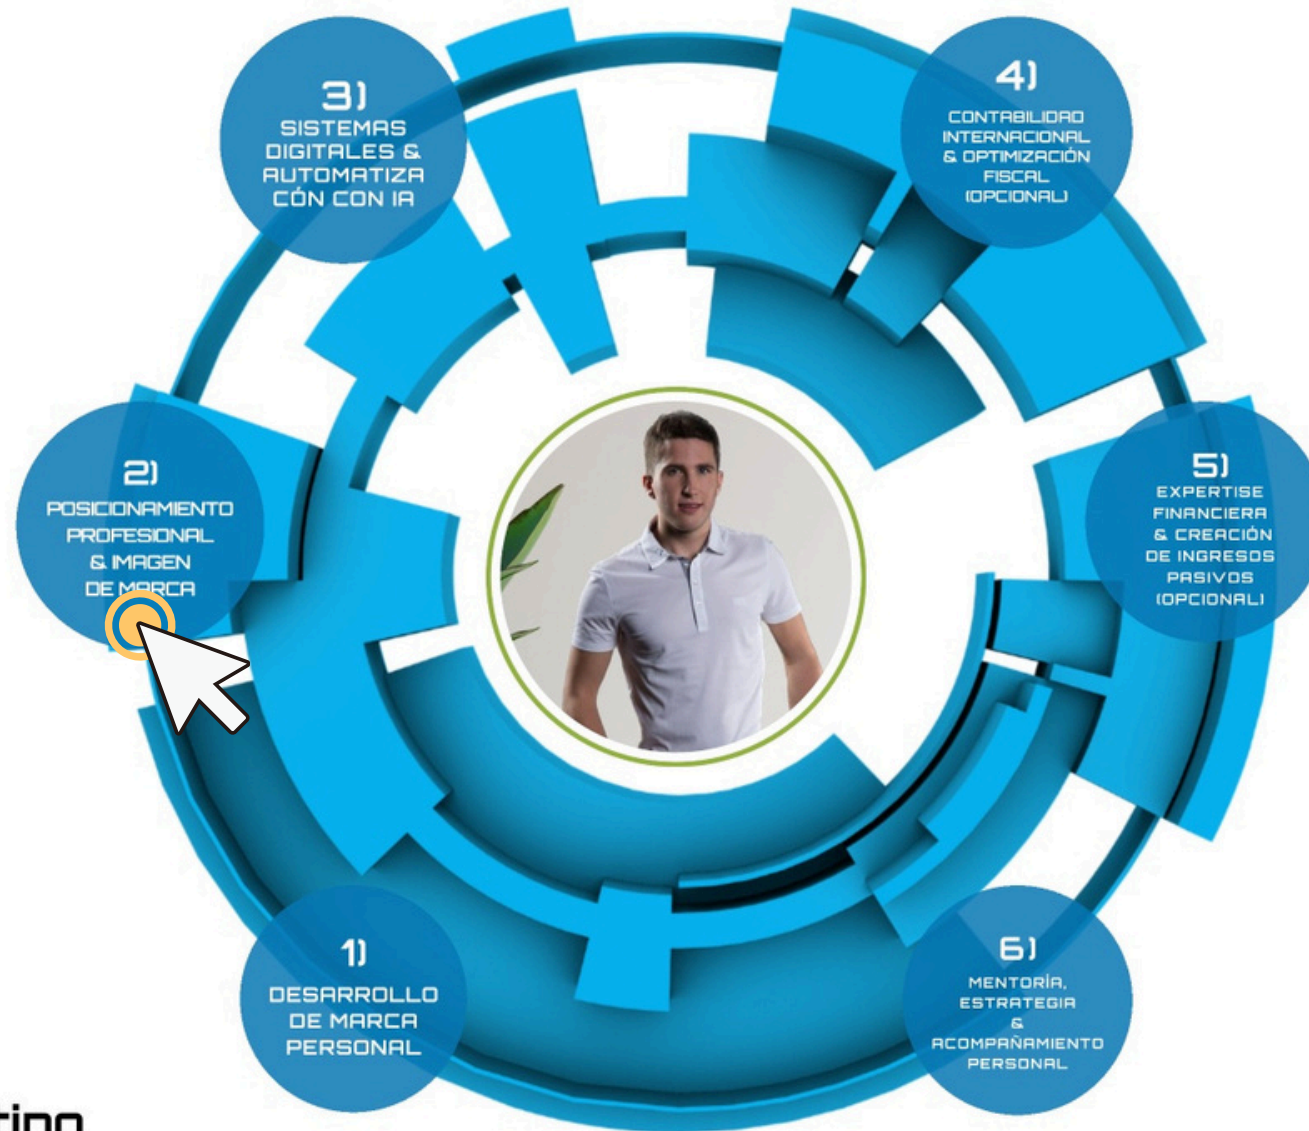 3)
SISTEMAS
DIGITALES &
AUTOMATIZA
CÓN CON IA
4)
CONTABILIDAD
INTERNACIONAL
& OPTIMIZACIÓN
FISCAL
(OPCIONAL)
2)
POSICIONAMIENTO
PROFESIONAL
& IMAGEN
DE MARCA
5)
EXPERTISE
FINANCIERA
& CREACIÓN
DE INGRESOS
PASIVOS
(OPCIONAL)
1)
DESARROLLO
DE MARCA
PERSONAL
6)
MENTORÍA,
ESTRATEGIA
&
ACOMPAÑAMIENTO
PERSONAL